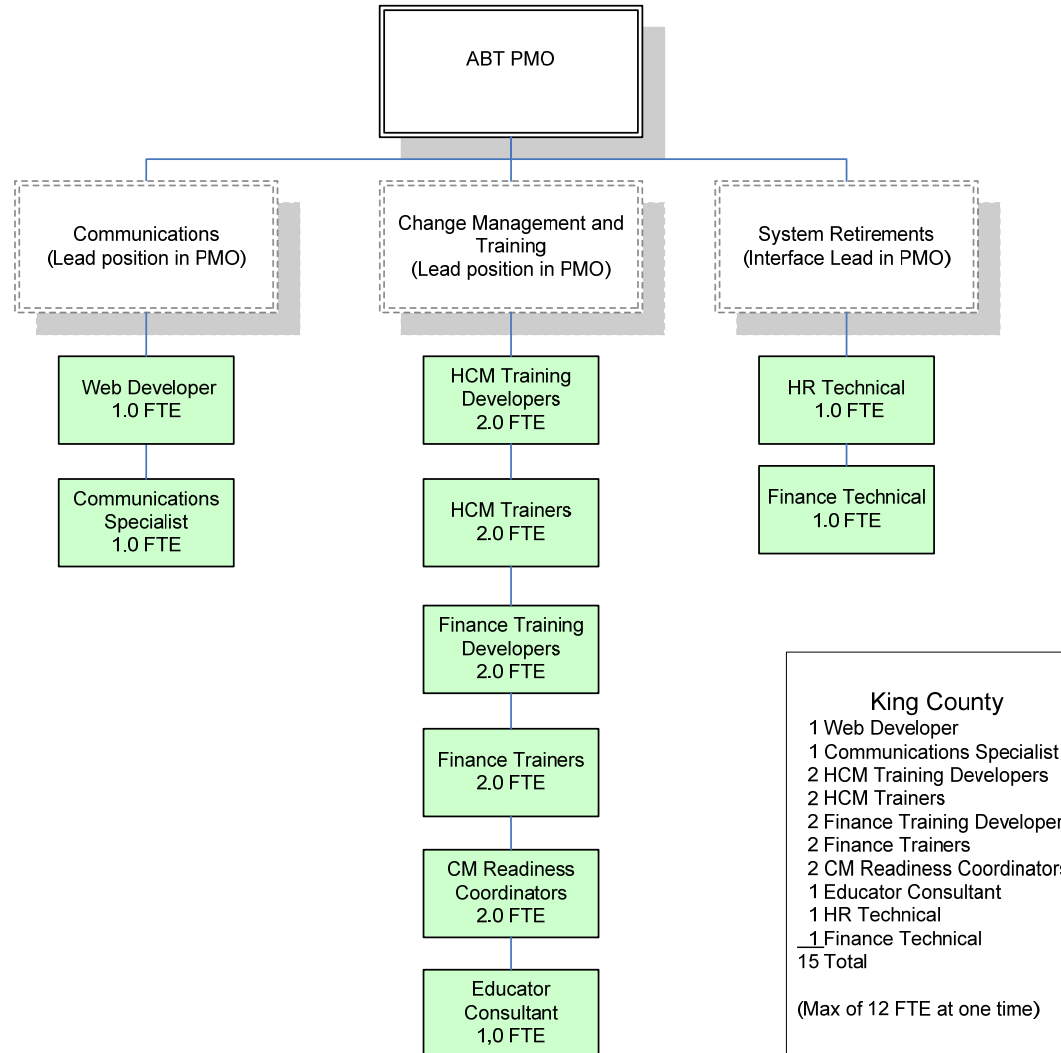 ABT PMO
Communications
(Lead position in PMO)
Change Management and
Training
(Lead position in PMO)
System Retirements
(Interface Lead in PMO)
Web Developer
1.0 FTE
Communications
Specialist
1.0 FTE
HCM Training
Developers
2.0 FTE
HCM Trainers
2.0 FTE
Finance Training
Developers
2.0 FTE
Finance Trainers
2.0 FTE
CM Readiness
Coordinators
2.0 FTE
Educator
Consultant
1,0 FTE
HR Technical
1.0 FTE
Finance Technical
1.0 FTE
King County
1 Web Developer
1 Communications Specialist
2 HCM Training Developers
2 HCM Trainers
2 Finance Training Developer
2 Finance Trainers
2 CM Readiness Coordinators
1 Educator Consultant
1 HR Technical
1 Finance Technical
15 Total
(Max of 12 FTE at one time)